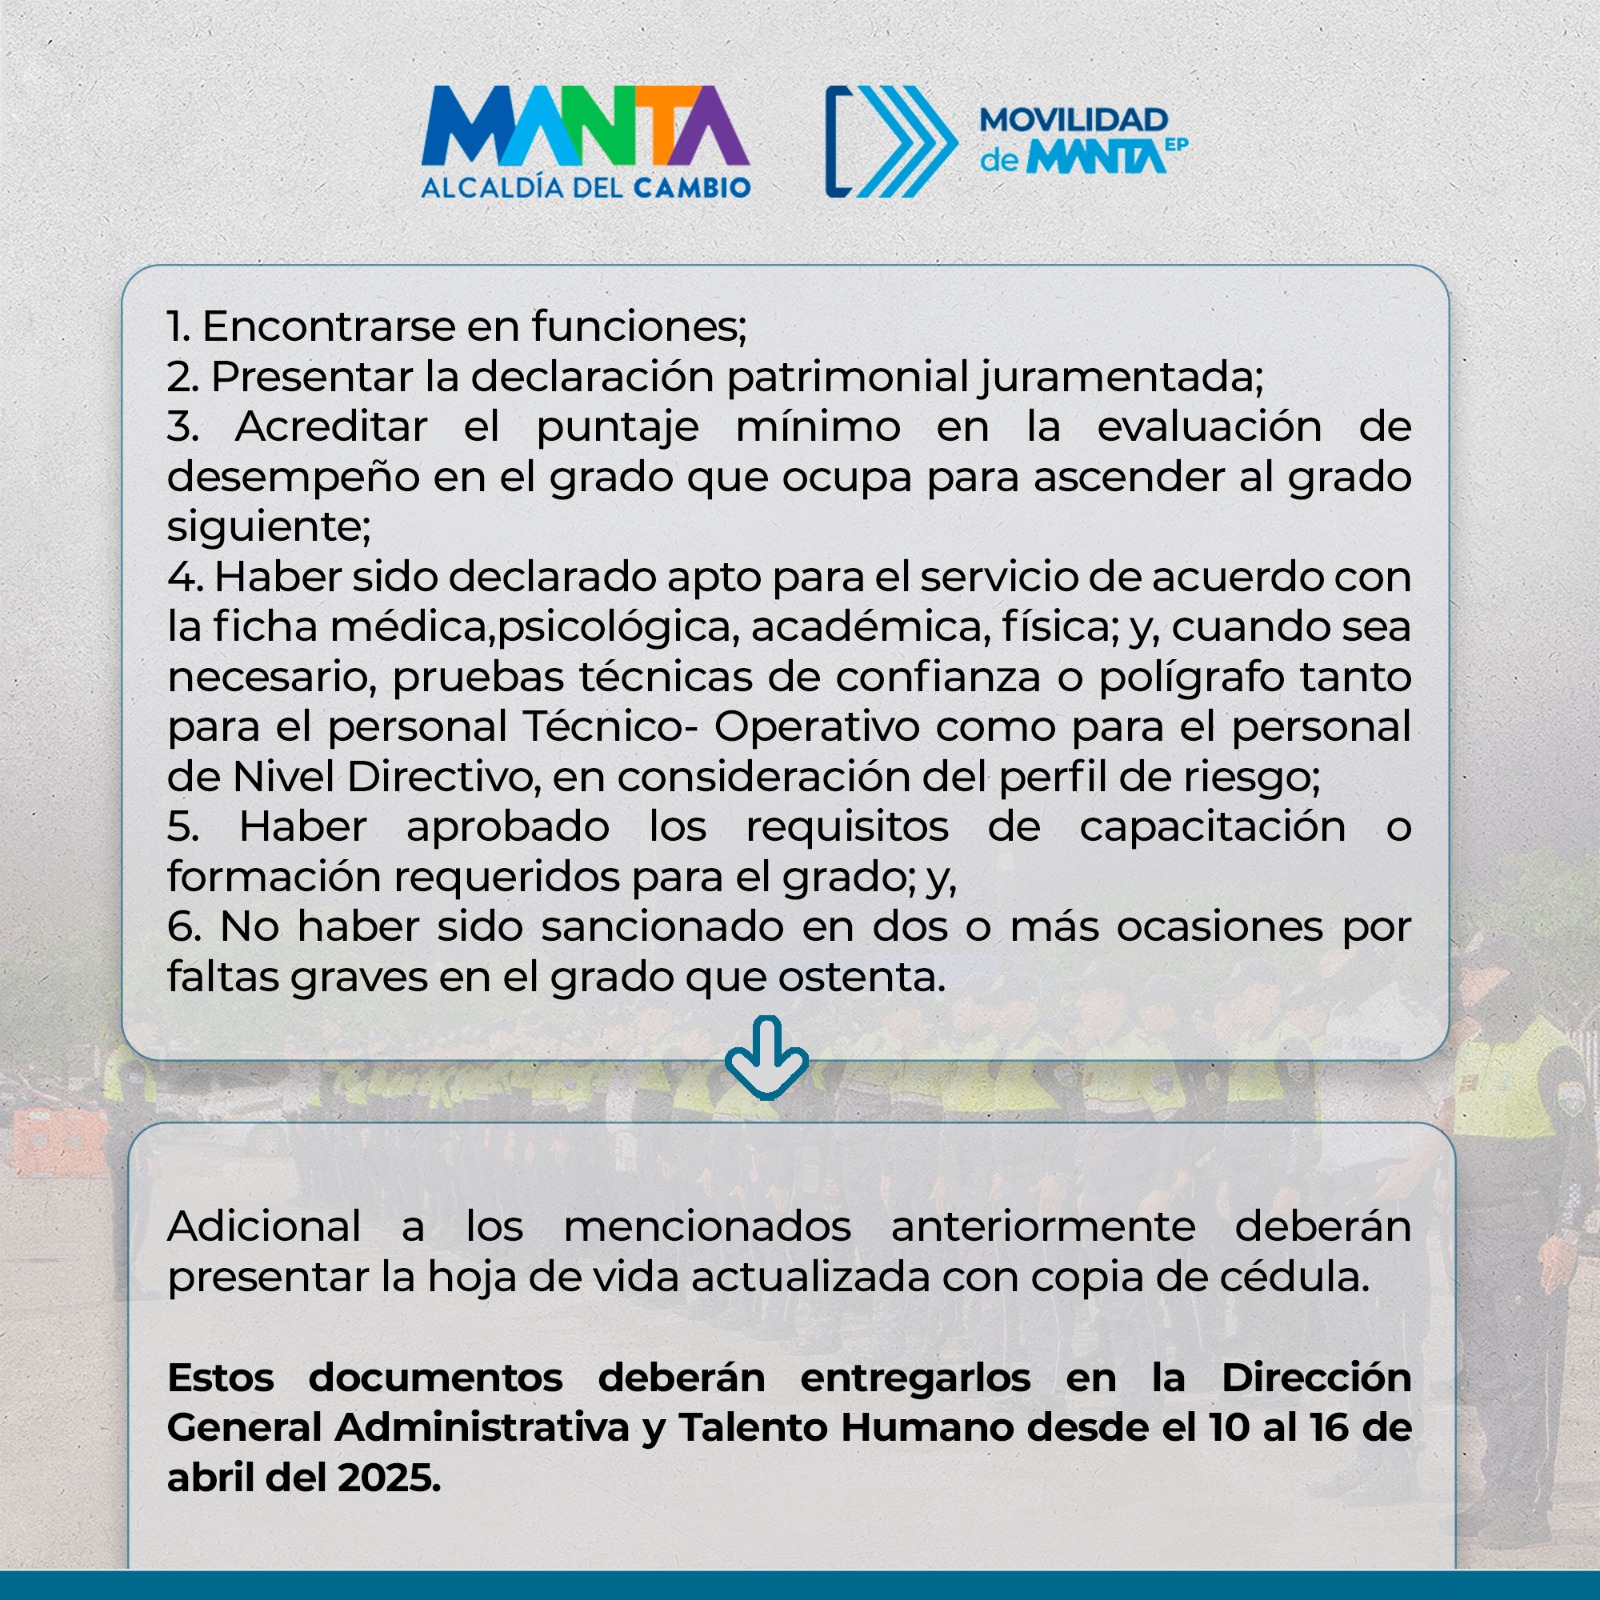 MANTA
ALCALDÍA DEL CAMBIO
MOVILIDAD
de MANTA EP
1. Encontrarse en funciones;
2. Presentar la declaración patrimonial juramentada;
3. Acreditar el puntaje mínimo en la evaluación de
desempeño en el grado que ocupa para ascender al grado
siguiente;
4. Haber sido declarado apto para el servicio de acuerdo con
la ficha médica,psicológica, académica, física; y, cuando sea
necesario, pruebas técnicas de confianza o polígrafo tanto
para el personal Técnico- Operativo como para el personal
de Nivel Directivo, en consideración del perfil de riesgo;
5. Haber aprobado los requisitos de capacitación o
formación requeridos para el grado; y,
6. No haber sido sancionado en dos o más ocasiones por
faltas graves en el grado que ostenta.
Adicional a los mencionados anteriormente deberán
presentar la hoja de vida actualizada con copia de cédula.
Estos documentos deberán entregarlos en la Dirección
General Administrativa y Talento Humano desde el 10 al 16 de
abril del 2025.